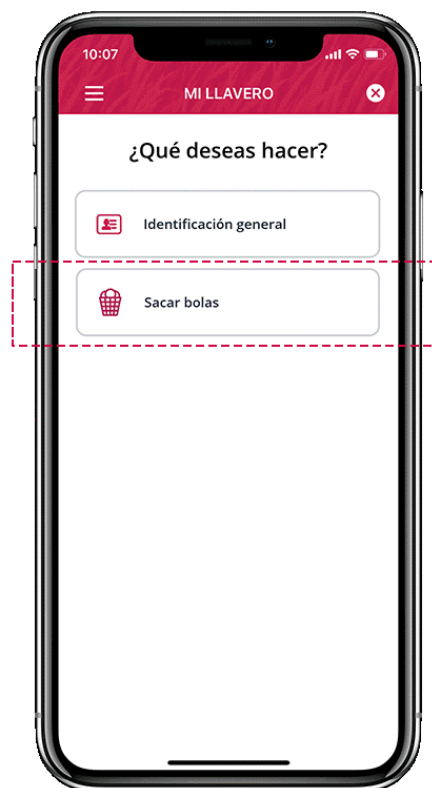 10:07
MI LLAVERO
¿Qué deseas hacer?
Identificación general
Sacar bolas